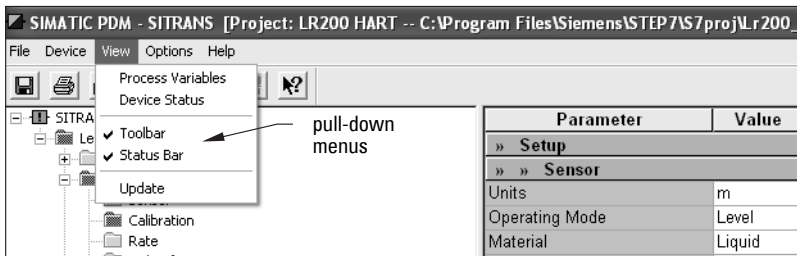 SIMATIC PDM - SITRANS [Project: LR200 HART -- C:\Program Files\Siemens\STEP7\S7proj\Lr200_
File Device View Options Help
Process Variables
Device Status
Toolbar
Status Bar
Update
pull-down
menus
SITRA
Le
Calibration
Rate
Parameter Value
» Setup
» » Sensor
Units m
Operating Mode Level
Material Liquid